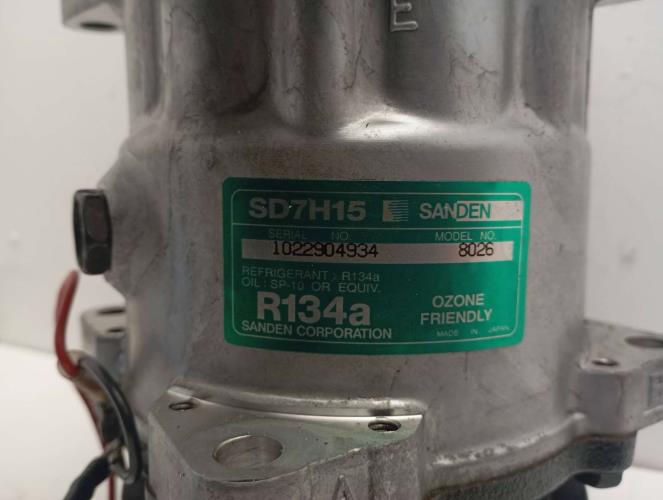 E
SD7H15 SANDEN
SERIAL NO. MODEL NO.
1022904934 8026
REFRIGERANT : R134a
OIL : SP-10 OR EQUIV.
R134a OZONE FRIENDLY
SANDEN CORPORATION MADE IN JAPAN
A